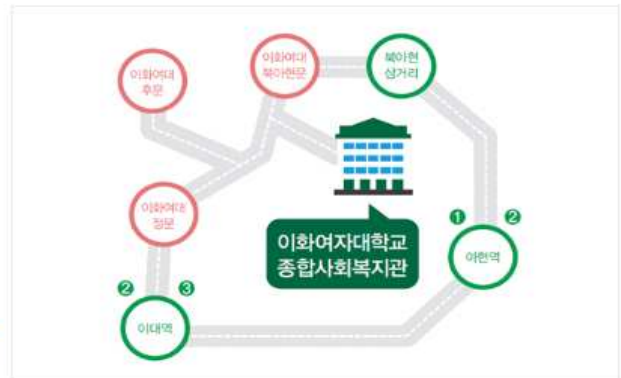 이화여대
북아현문
북아현
삼거리
이화여대
후문
이화여대
정문
이화여자대학교
종합사회복지관
1
2
아현역
2
3
이대역